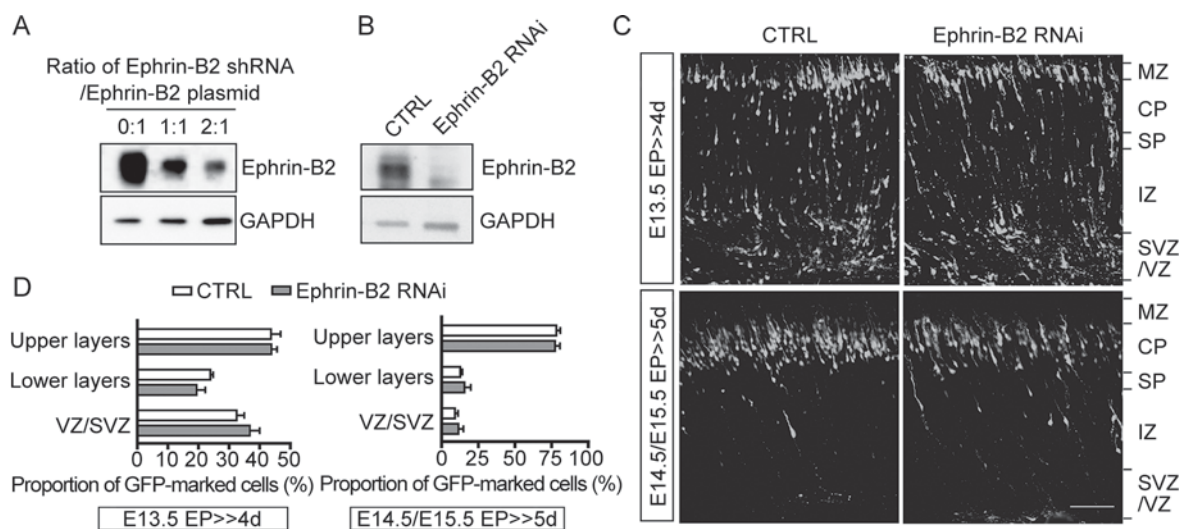 A
Ratio of Ephrin-B2 shRNA
/Ephrin-B2 plasmid
0:1 1:1 2:1
Ephrin-B2
GAPDH
B
CTRL
Ephrin-B2 RNAi
Ephrin-B2
GAPDH
C
CTRL Ephrin-B2 RNAi
E13.5 EP>>4d
MZ
CP
SP
IZ
SVZ
/VZ
E14.5/E15.5 EP>>5d
MZ
CP
SP
IZ
SVZ
/VZ
D
CTRL Ephrin-B2 RNAi
Upper layers
Lower layers
VZ/SVZ
0 10 20 30 40 50
Proportion of GFP-marked cells (%)
E13.5 EP>>4d
Upper layers
Lower layers
VZ/SVZ
0 25 50 75 100
Proportion of GFP-marked cells (%)
E14.5/E15.5 EP>>5d